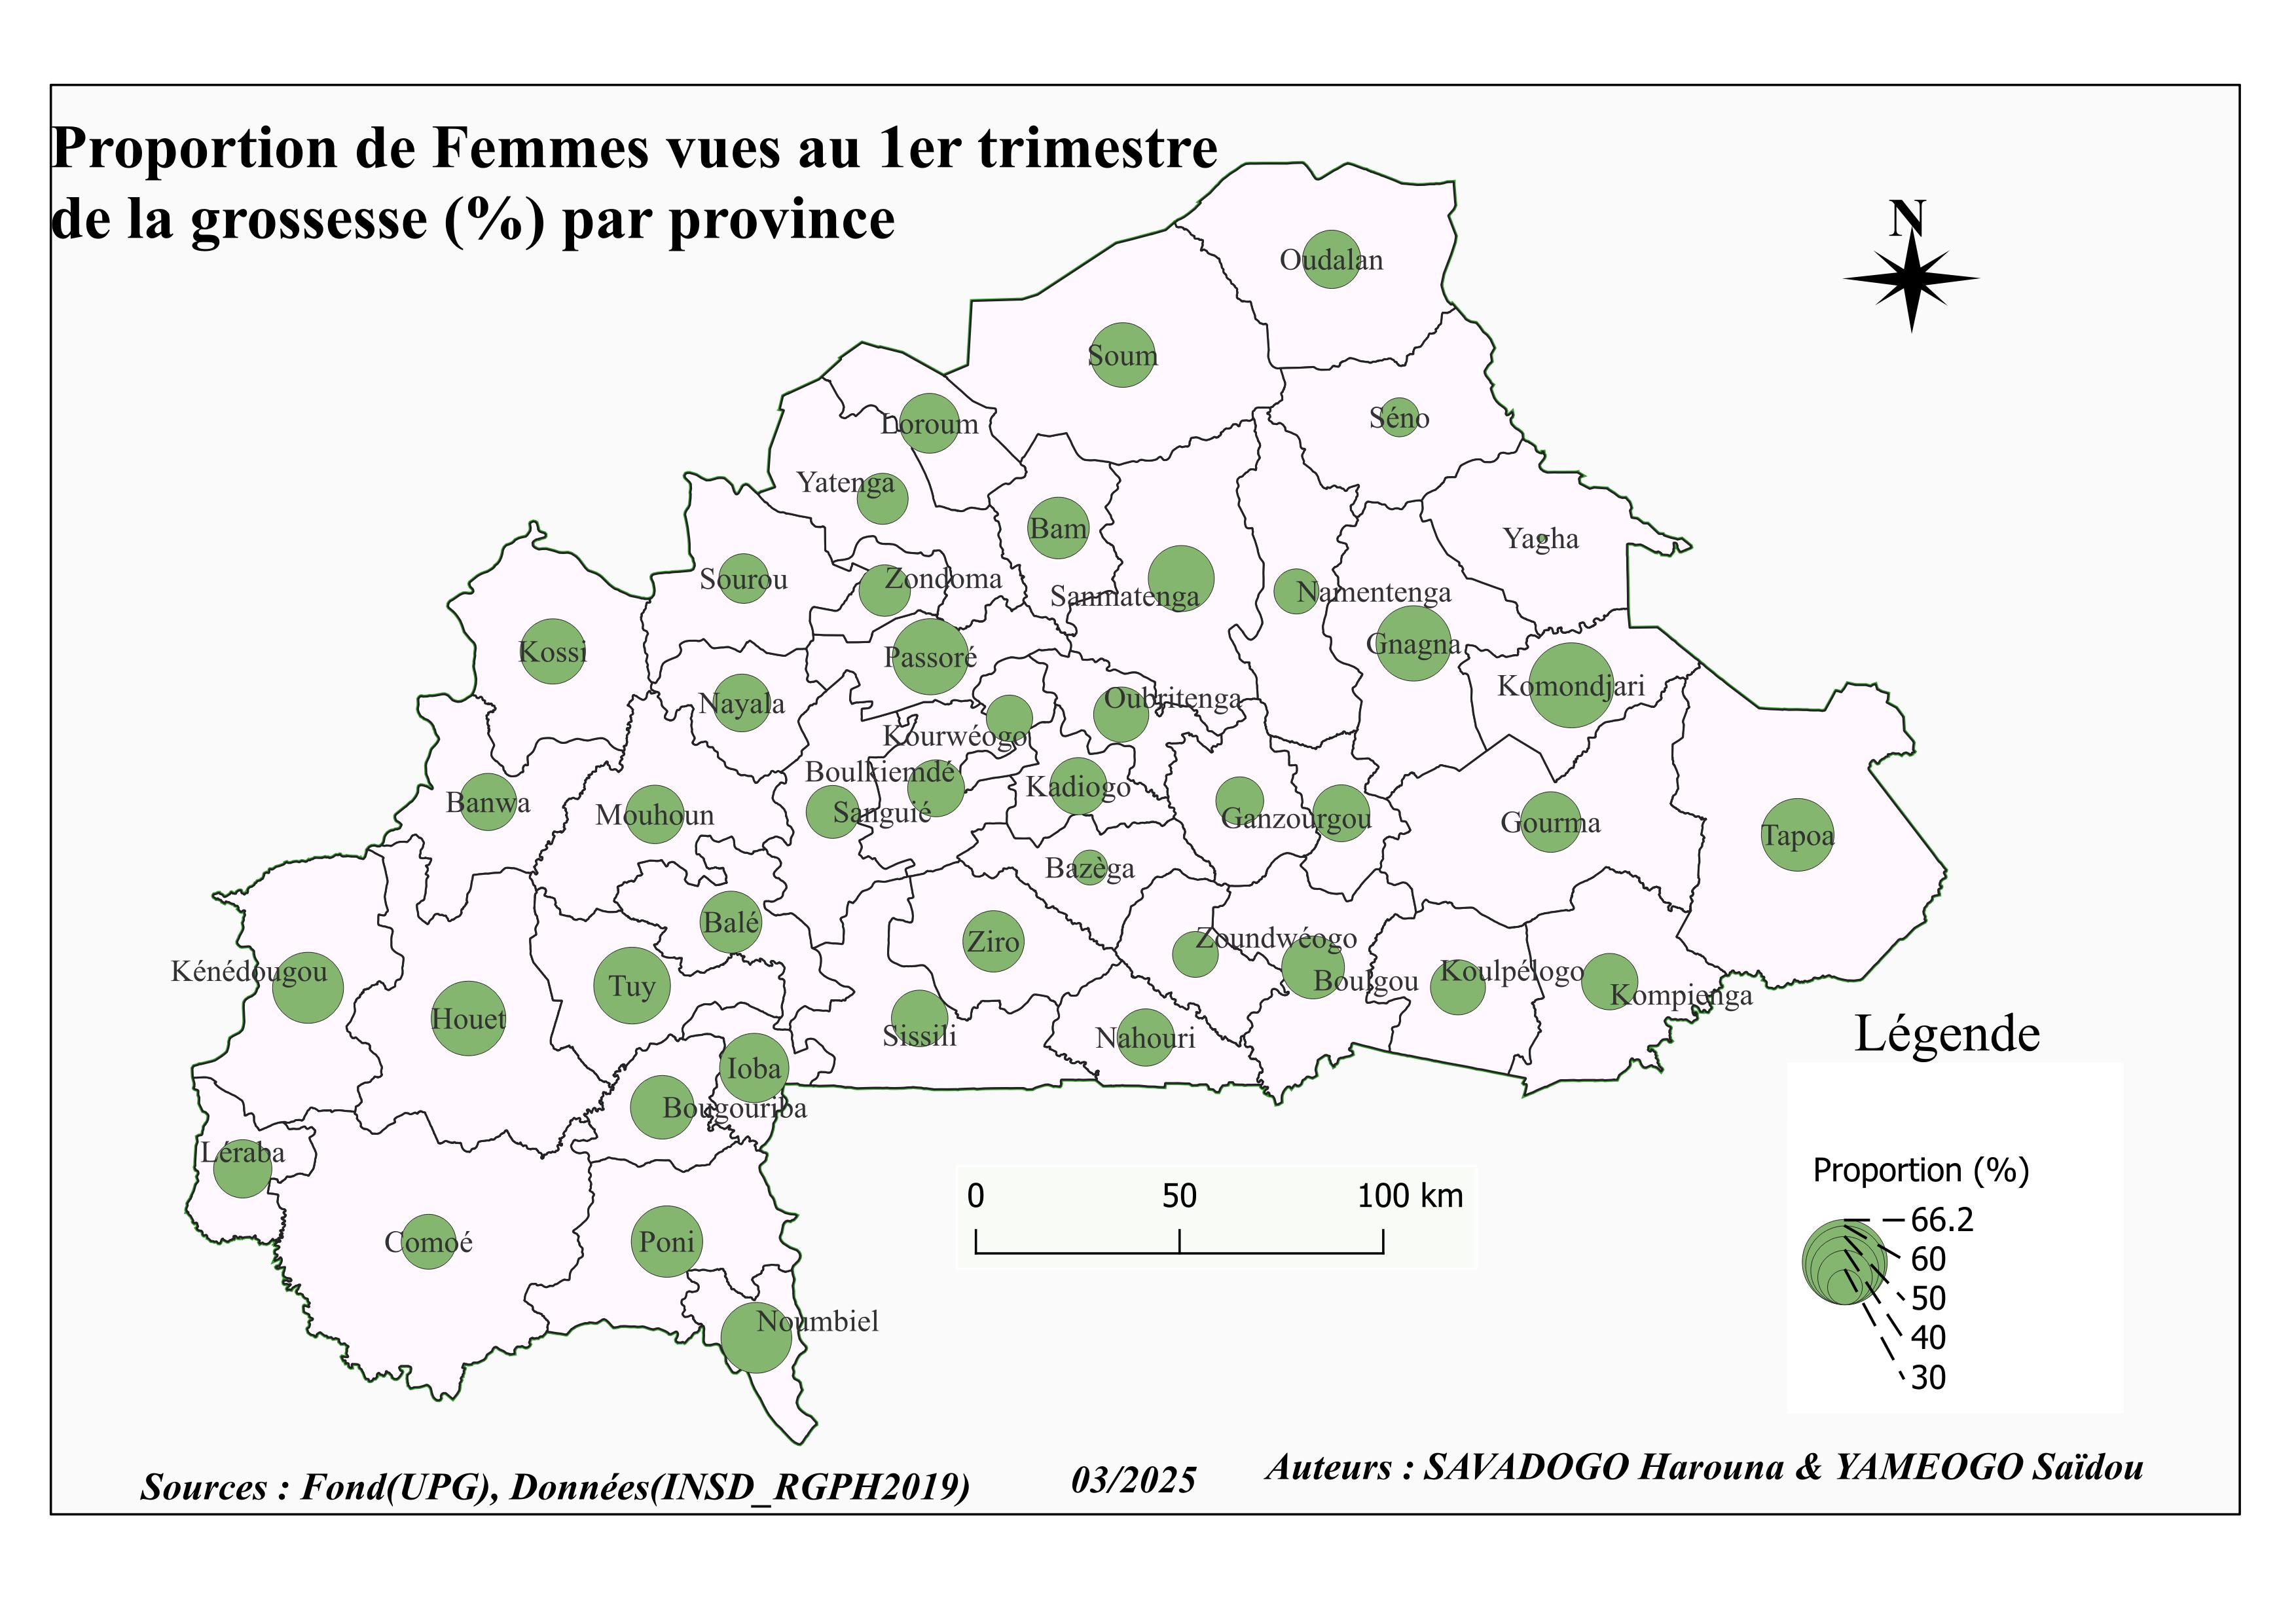 Proportion de Femmes vues au 1er trimestre
de la grossesse (%) par province
N
Oudalan
Soum
Séno
Loroum
Yatenga
Bam
Yagha
Sourou
Zondoma
Sanmatenga
Namentenga
Kossi
Passoré
Gnagna
Komondjari
Nayala
Oubritenga
Kourwéogo
Boulkiemdé
Kadiogo
Banwa
Mouhoun
Sanguié
Ganzourgou
Gourma
Tapoa
Bazèga
Balé
Ziro
Zoundwéogo
Kénédougou
Tuy
Boulgou
Koulpélogo
Kompienga
Houet
Sissili
Nahouri
Ioba
Bougouriba
Léraba
Comoé
Poni
Noumbiel
Légende
Proportion (%)
66.2
60
50
40
30
0 50 100 km
Sources : Fond(UPG), Données(INSD_RGPH2019)
03/2025
Auteurs : SAVADOGO Harouna & YAMEOGO Saïdou